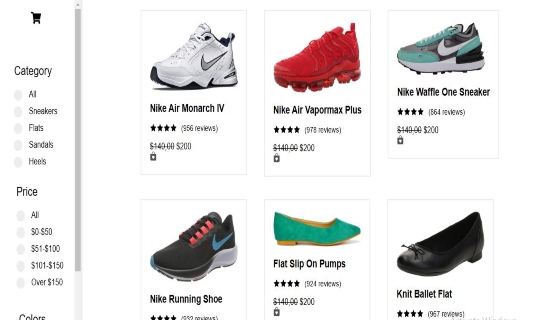 Category
All
Sneakers
Flats
Sandals
Heels
Price
All
$0-$50
$51-$100
$101-$150
Over $150
Colors
Nike Air Monarch IV
(956 reviews)
$140,00 $200
Nike Air Vapormax Plus
(978 reviews)
$140,00 $200
Nike Waffle One Sneaker
(864 reviews)
$140,00 $200
Nike Running Shoe
(932 reviews)
Flat Slip On Pumps
(924 reviews)
$140,00 $200
Knit Ballet Flat
(967 reviews)